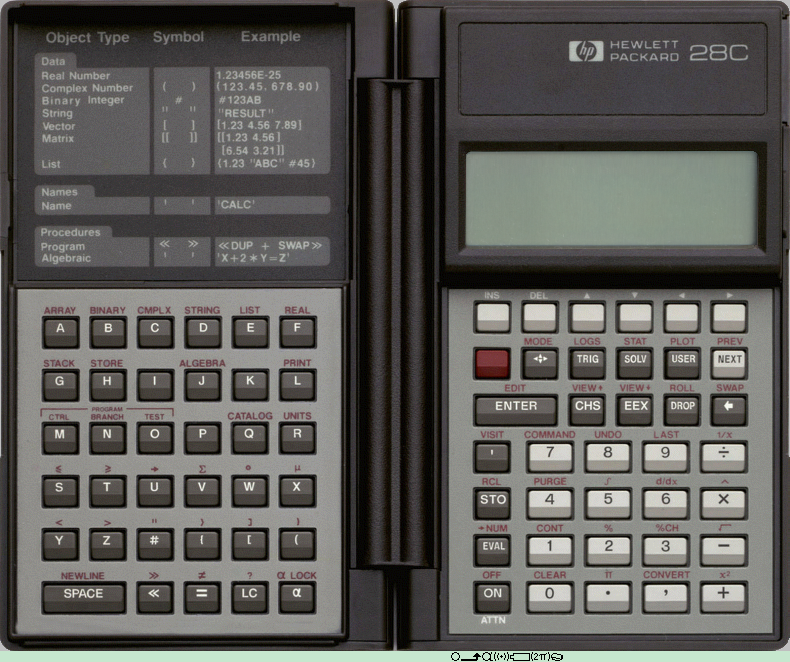 Object Type Symbol Example
Data
Real Number 1.23456E-25
Complex Number ( ) (123.45, 678.90)
Binary Integer # #123AB
String " " "RESULT"
Vector [ ] [1.23 4.56 7.89]
Matrix [[ ]] [[1.23 4.56]
[6.54 3.21]]
List { } {1.23 "ABC" #45}
Names
Name ' ' 'CALC'
Procedures
Program ≪ ≫ ≪DUP + SWAP≫
Algebraic ' ' 'X+2*Y=Z'
ARRAY BINARY CMPLX STRING LIST REAL
A B C D E F
STACK STORE ALGEBRA PRINT
G H I J K L
PROGRAM
CTRL BRANCH TEST CATALOG UNITS
M N O P Q R
≤ ≥ → Σ ° μ
S T U V W X
< > " } ] )
Y Z # { [ (
NEWLINE ≫ ≠ ? α LOCK
SPACE ≪ = LC α
hp HEWLETT PACKARD 28C
INS DEL ▲ ▼ ◄ ►
MODE LOGS STAT PLOT PREV
TRIG SOLV USER NEXT
EDIT VIEW↑ VIEW↓ ROLL SWAP
ENTER CHS EEX DROP ←
VISIT COMMAND UNDO LAST 1/x
' 7 8 9 ÷
RCL PURGE ∫ d/dx ^
STO 4 5 6 ×
→NUM CONT % %CH √
EVAL 1 2 3 −
OFF CLEAR π CONVERT x²
ON 0 . , +
ATTN